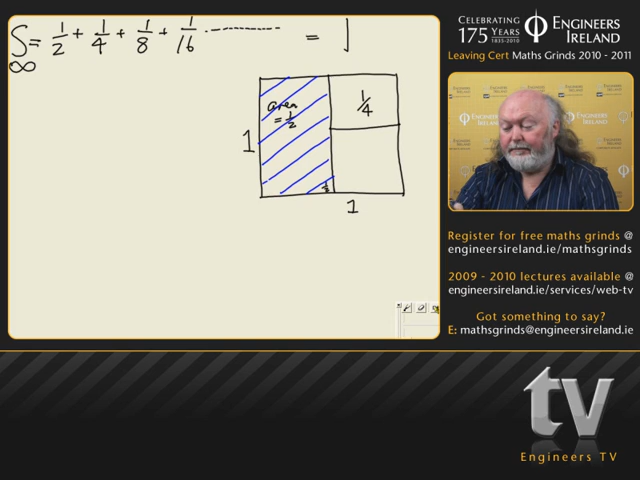 S∞ = 1/2 + 1/4 + 1/8 + 1/16 ............... = 1
area
= 1/2
1/4
1
1
CELEBRATING
175 YEARS
1835-2010
ENGINEERS
IRELAND
Leaving Cert Maths Grinds 2010 - 2011
Register for free maths grinds @
engineersireland.ie/mathsgrinds
2009 - 2010 lectures available @
engineersireland.ie/services/web-tv
Got something to say?
E: mathsgrinds@engineersireland.ie
tv
Engineers TV